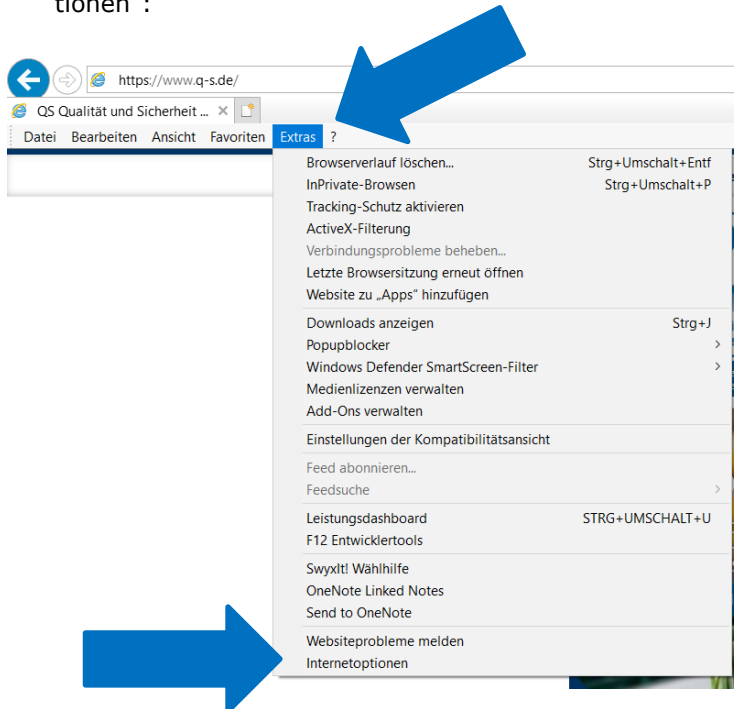 tionen“:
https://www.q-s.de/
QS Qualität und Sicherheit ...
Datei Bearbeiten Ansicht Favoriten Extras ?
Browserverlauf löschen... Strg+Umschalt+Entf
InPrivate-Browsen Strg+Umschalt+P
Tracking-Schutz aktivieren
ActiveX-Filterung
Verbindungsprobleme beheben...
Letzte Browsersitzung erneut öffnen
Website zu „Apps“ hinzufügen
Downloads anzeigen Strg+J
Popupblocker
Windows Defender SmartScreen-Filter
Medienlizenzen verwalten
Add-Ons verwalten
Einstellungen der Kompatibilitätsansicht
Feed abonnieren...
Feedsuche
Leistungsdashboard STRG+UMSCHALT+U
F12 Entwicklertools
SwyxIt! Wählhilfe
OneNote Linked Notes
Send to OneNote
Websiteprobleme melden
Internetoptionen